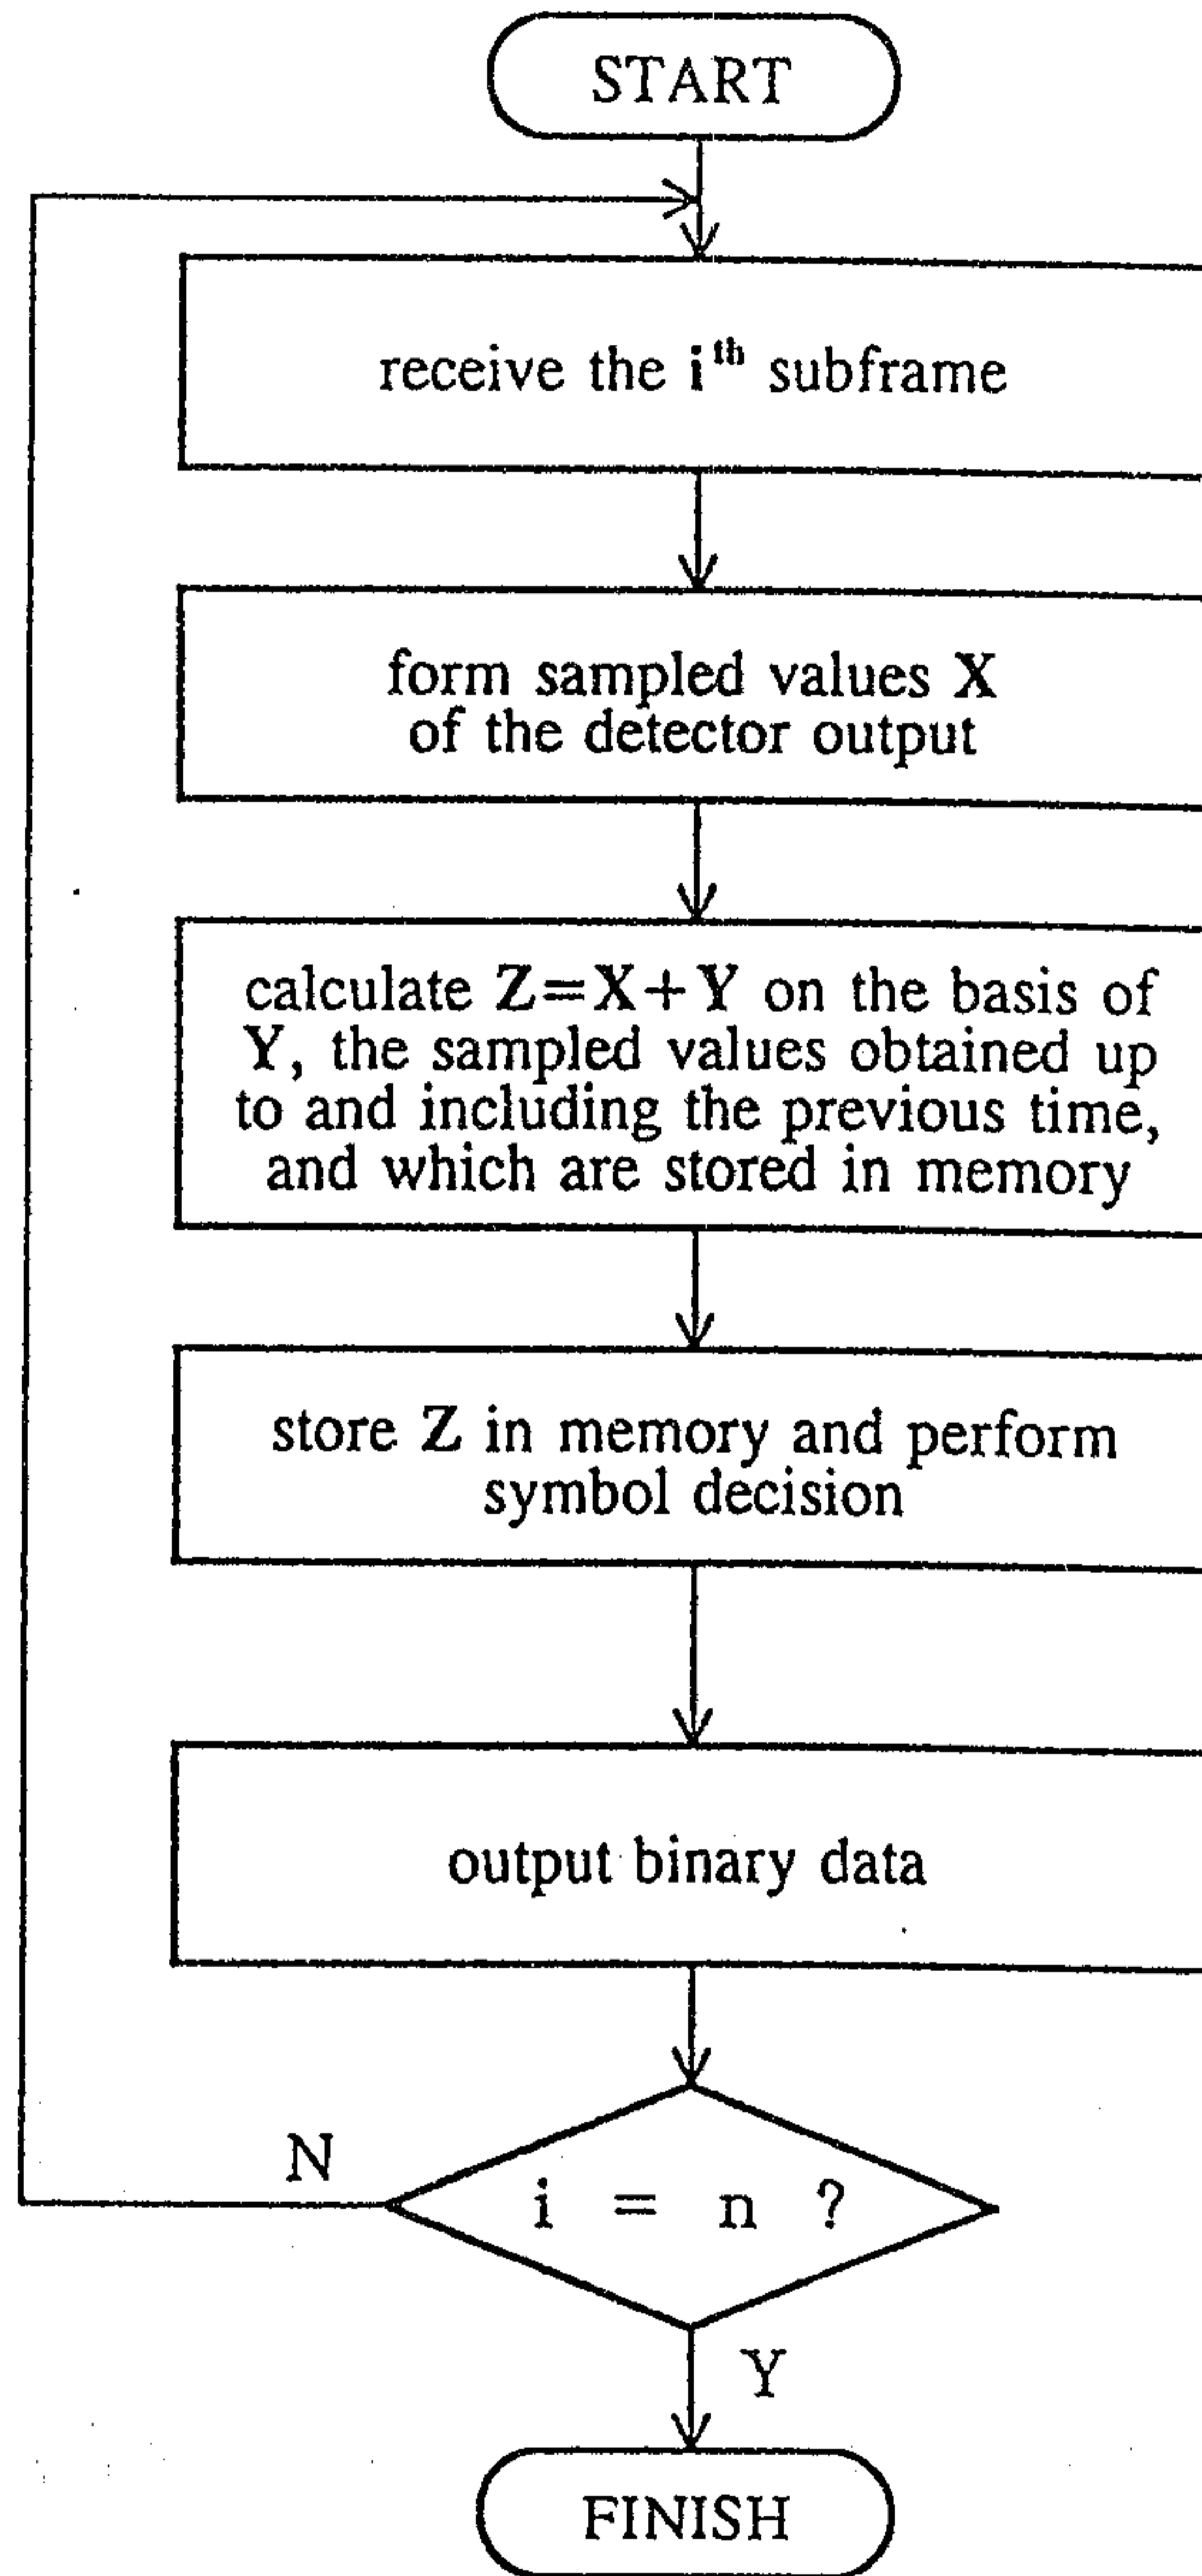 START
receive the i^th subframe
form sampled values X
of the detector output
calculate Z=X+Y on the basis of
Y, the sampled values obtained up
to and including the previous time,
and which are stored in memory
store Z in memory and perform
symbol decision
output binary data
N
i = n ?
Y
FINISH